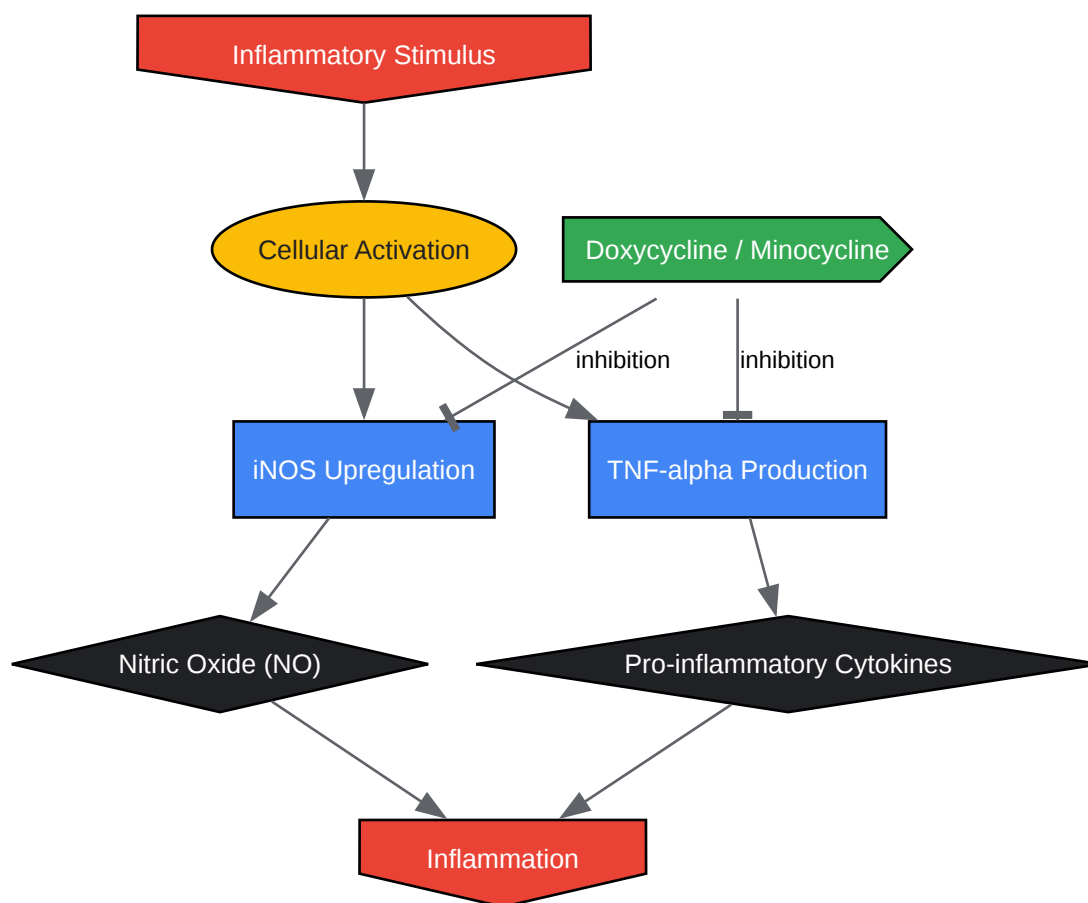 Inflammatory Stimulus
Cellular Activation
Doxycycline / Minocycline
inhibition
inhibition
iNOS Upregulation
TNF-alpha Production
Nitric Oxide (NO)
Pro-inflammatory Cytokines
Inflammation